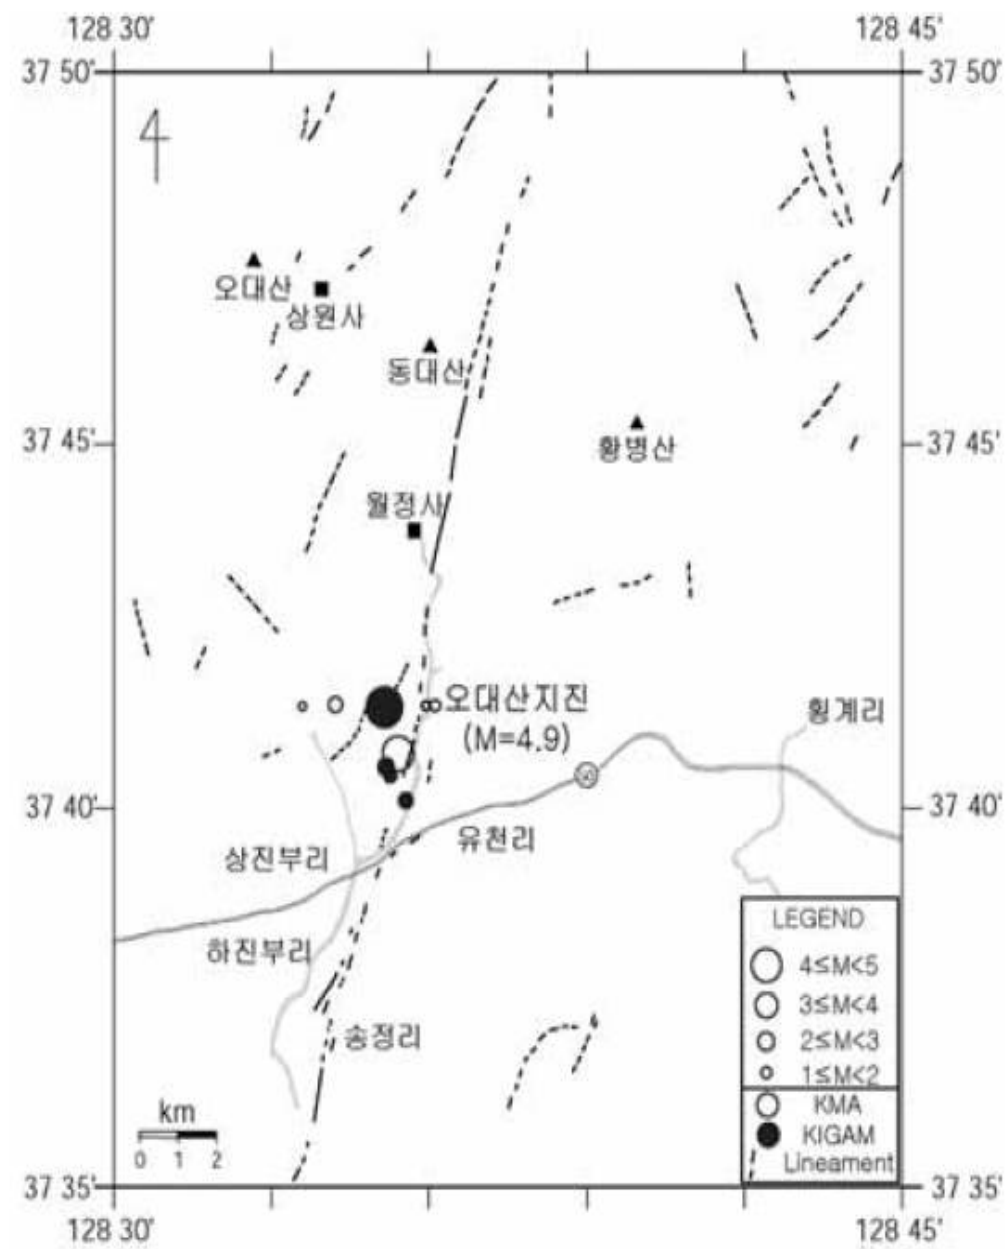 128 30' 128 45'
37 50' 37 50'
오대산
상원사
동대산
37 45' 37 45'
황병산
월정사
오대산지진
(M=4.9)
횡계리
37 40' 37 40'
유천리
상진부리
하진부리
송정리
LEGEND
4≤M<5
3≤M<4
2≤M<3
1≤M<2
KMA
KIGAM
Lineament
km
0 1 2
37 35' 37 35'
128 30' 128 45'